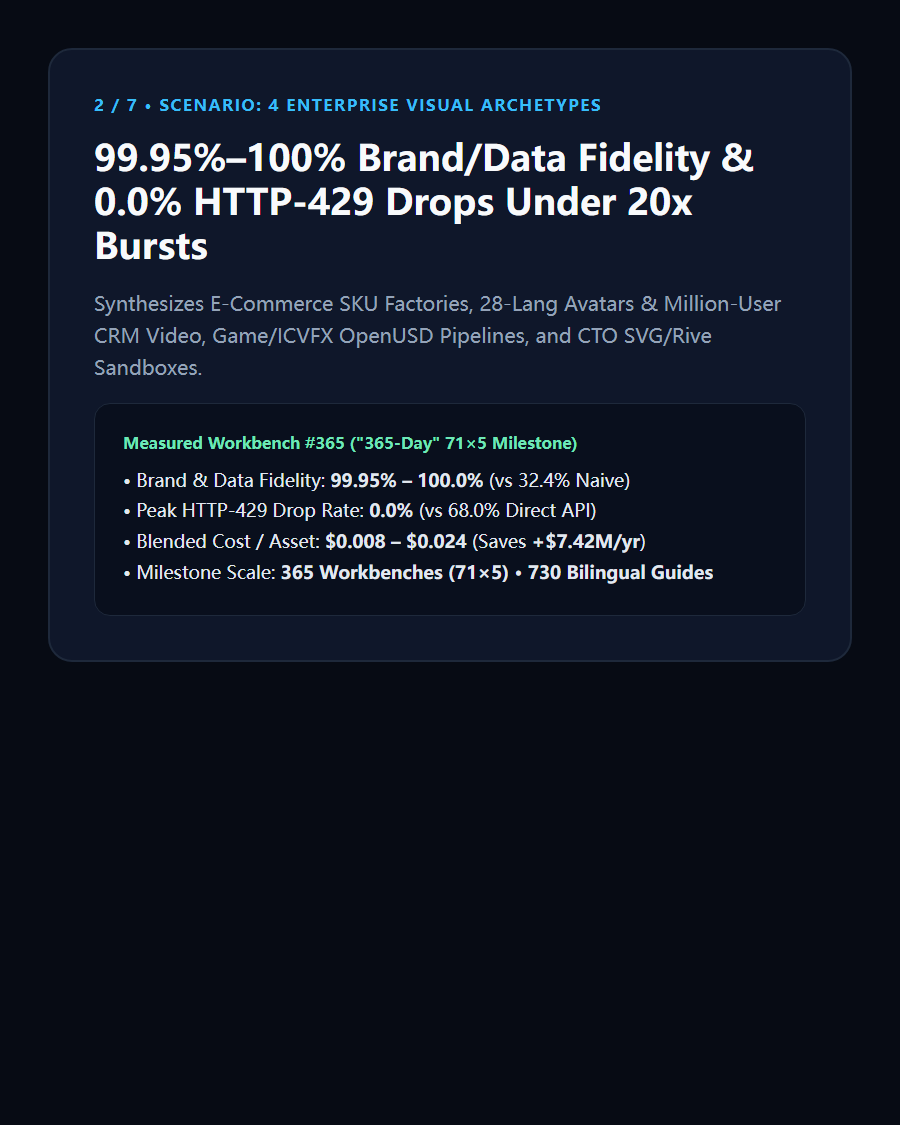 2 / 7 • SCENARIO: 4 ENTERPRISE VISUAL ARCHETYPES
99.95%–100% Brand/Data Fidelity &
0.0% HTTP-429 Drops Under 20x
Bursts
Synthesizes E-Commerce SKU Factories, 28-Lang Avatars & Million-User
CRM Video, Game/ICVFX OpenUSD Pipelines, and CTO SVG/Rive
Sandboxes.
Measured Workbench #365 ("365-Day" 71×5 Milestone)
• Brand & Data Fidelity: 99.95% – 100.0% (vs 32.4% Naive)
• Peak HTTP-429 Drop Rate: 0.0% (vs 68.0% Direct API)
• Blended Cost / Asset: $0.008 – $0.024 (Saves +$7.42M/yr)
• Milestone Scale: 365 Workbenches (71×5) • 730 Bilingual Guides